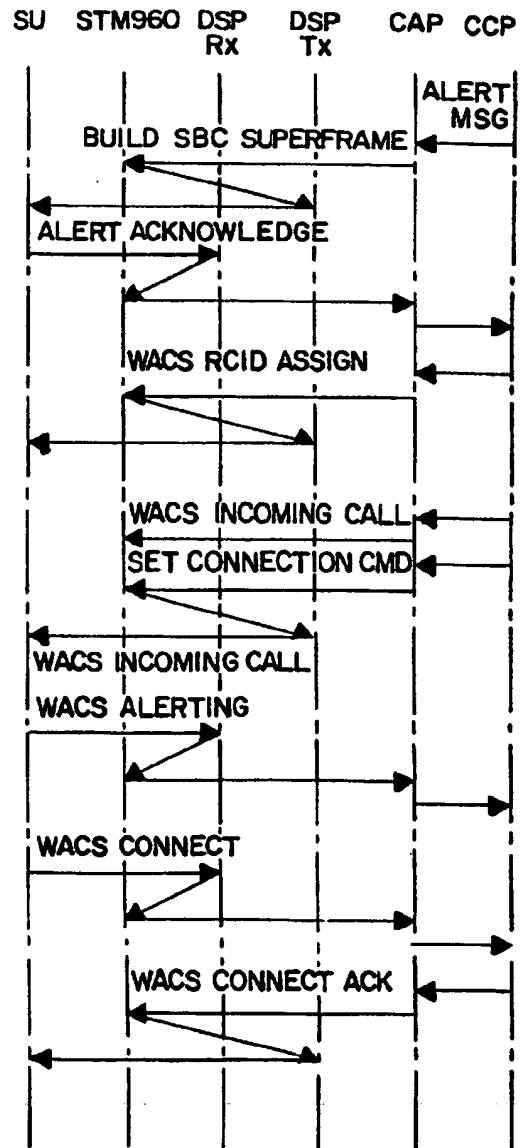 SU STM960 DSP Rx DSP Tx CAP CCP
ALERT MSG
BUILD SBC SUPERFRAME
ALERT ACKNOWLEDGE
WACS RCID ASSIGN
WACS INCOMING CALL
SET CONNECTION CMD
WACS INCOMING CALL
WACS ALERTING
WACS CONNECT
WACS CONNECT ACK